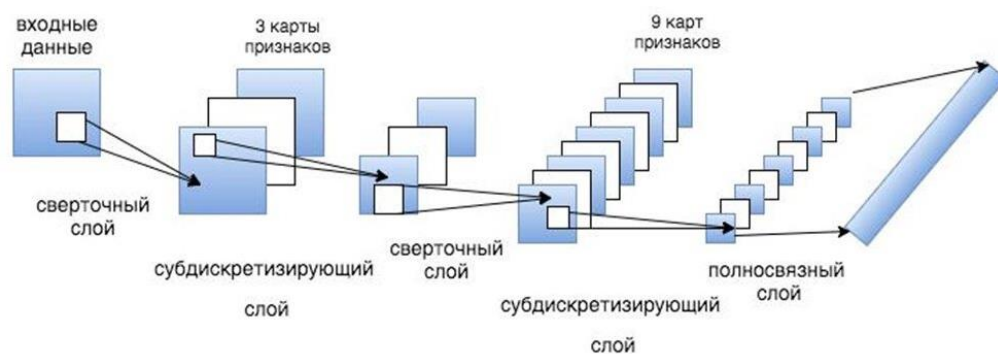 входные
данные
3 карты
признаков
9 карт
признаков
сверточный
слой
субдискретизирующий
слой
сверточный
слой
субдискретизирующий
слой
полносвязный
слой